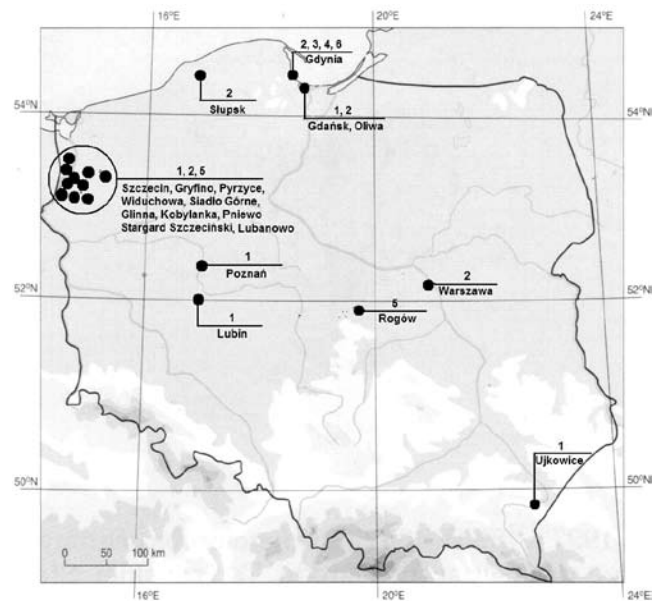 16°E
20°E
24°E
2, 3, 4, 6
Gdynia
2
Słupsk
54°N
54°N
1, 2
Gdańsk, Oliwa
1, 2, 5
Szczecin, Gryfino, Pyrzyce,
Widuchowa, Siadło Górne,
Glinna, Kobylanka, Pniewo
Stargard Szczeciński, Lubanowo
1
Poznań
2
Warszawa
52°N
52°N
1
Lubin
5
Rogów
1
Ujkowice
50°N
50°N
0 50 100 km
16°E
20°E
24°E